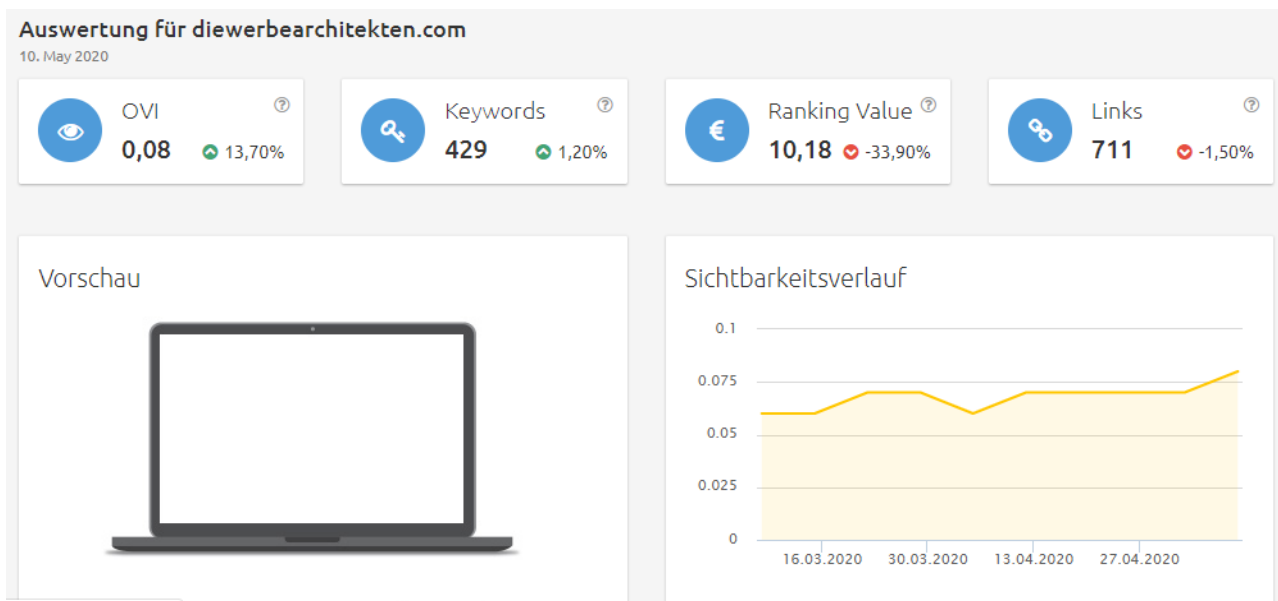 Auswertung für diewerbearchitekten.com
10. May 2020
OVI ?
0,08 13,70%
Keywords ?
429 1,20%
Ranking Value ?
€
10,18 -33,90%
Links ?
711 -1,50%
Vorschau
Sichtbarkeitsverlauf
0.1
0.075
0.05
0.025
0
16.03.2020 30.03.2020 13.04.2020 27.04.2020